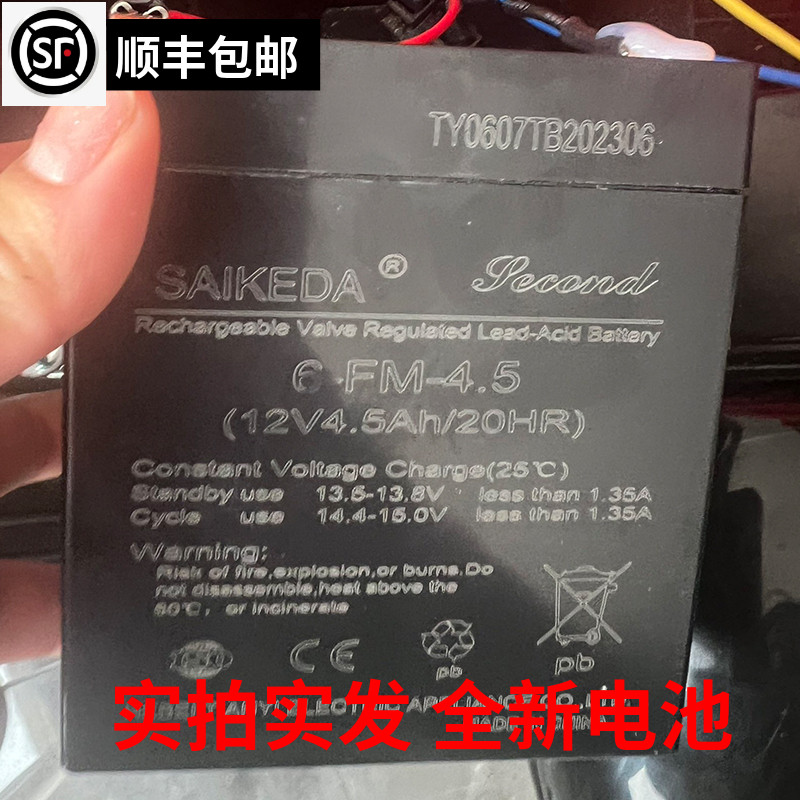 SF
顺丰包邮
TY0607TB202306
SAIKEDA® Second
Rechargeable Valve Regulated Lead-Acid Battery
6-FM-4.5
(12V4.5Ah/20HR)
Constant Voltage Charge(25℃)
Standby use 13.5-13.8V less than 1.35A
Cycle use 14.4-15.0V less than 1.35A
Warning:
Risk of fire,explosion,or burns.Do
not disassemble,heat above the
60℃, or incinerate
CE
pb
pb
实拍实发 全新电池